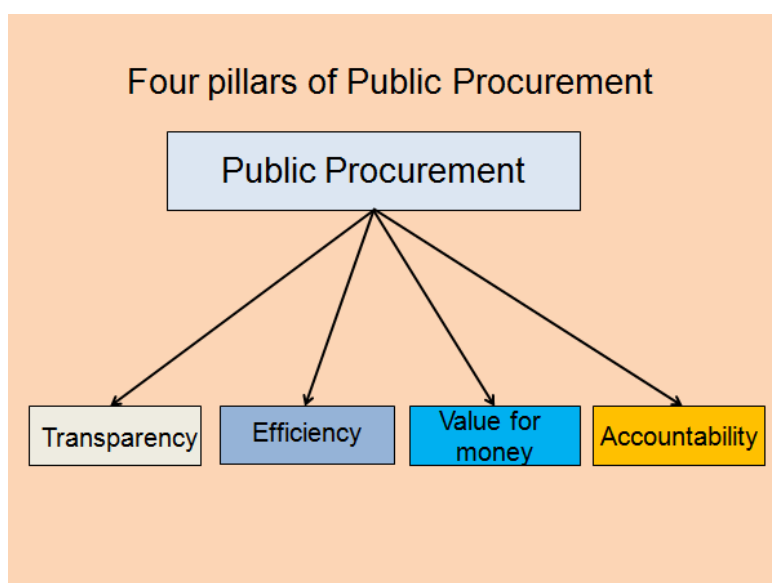 Four pillars of Public Procurement
Public Procurement
Transparency
Efficiency
Value for
money
Accountability